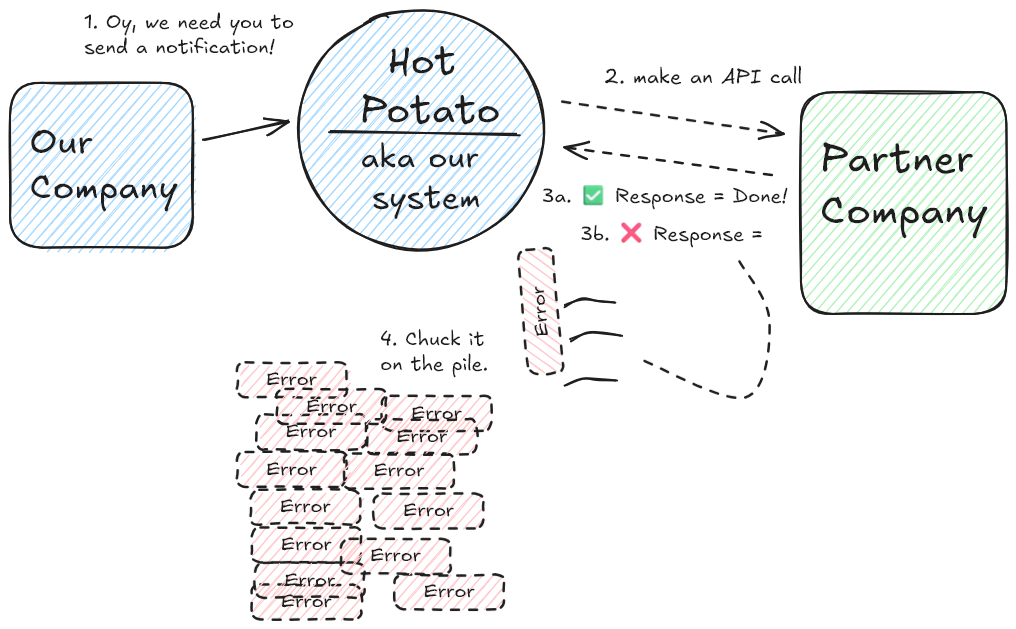 1. Oy, we need you to
send a notification!
Hot
Potato
aka our
system
2. make an API call
Our
Company
Partner
Company
3a. ✅ Response = Done!
3b. ❌ Response =
Error
4. Chuck it
on the pile.
Error
Error
Error
Error
Error
Error
Error
Error
Error
Error
Error
Error
Error
Error